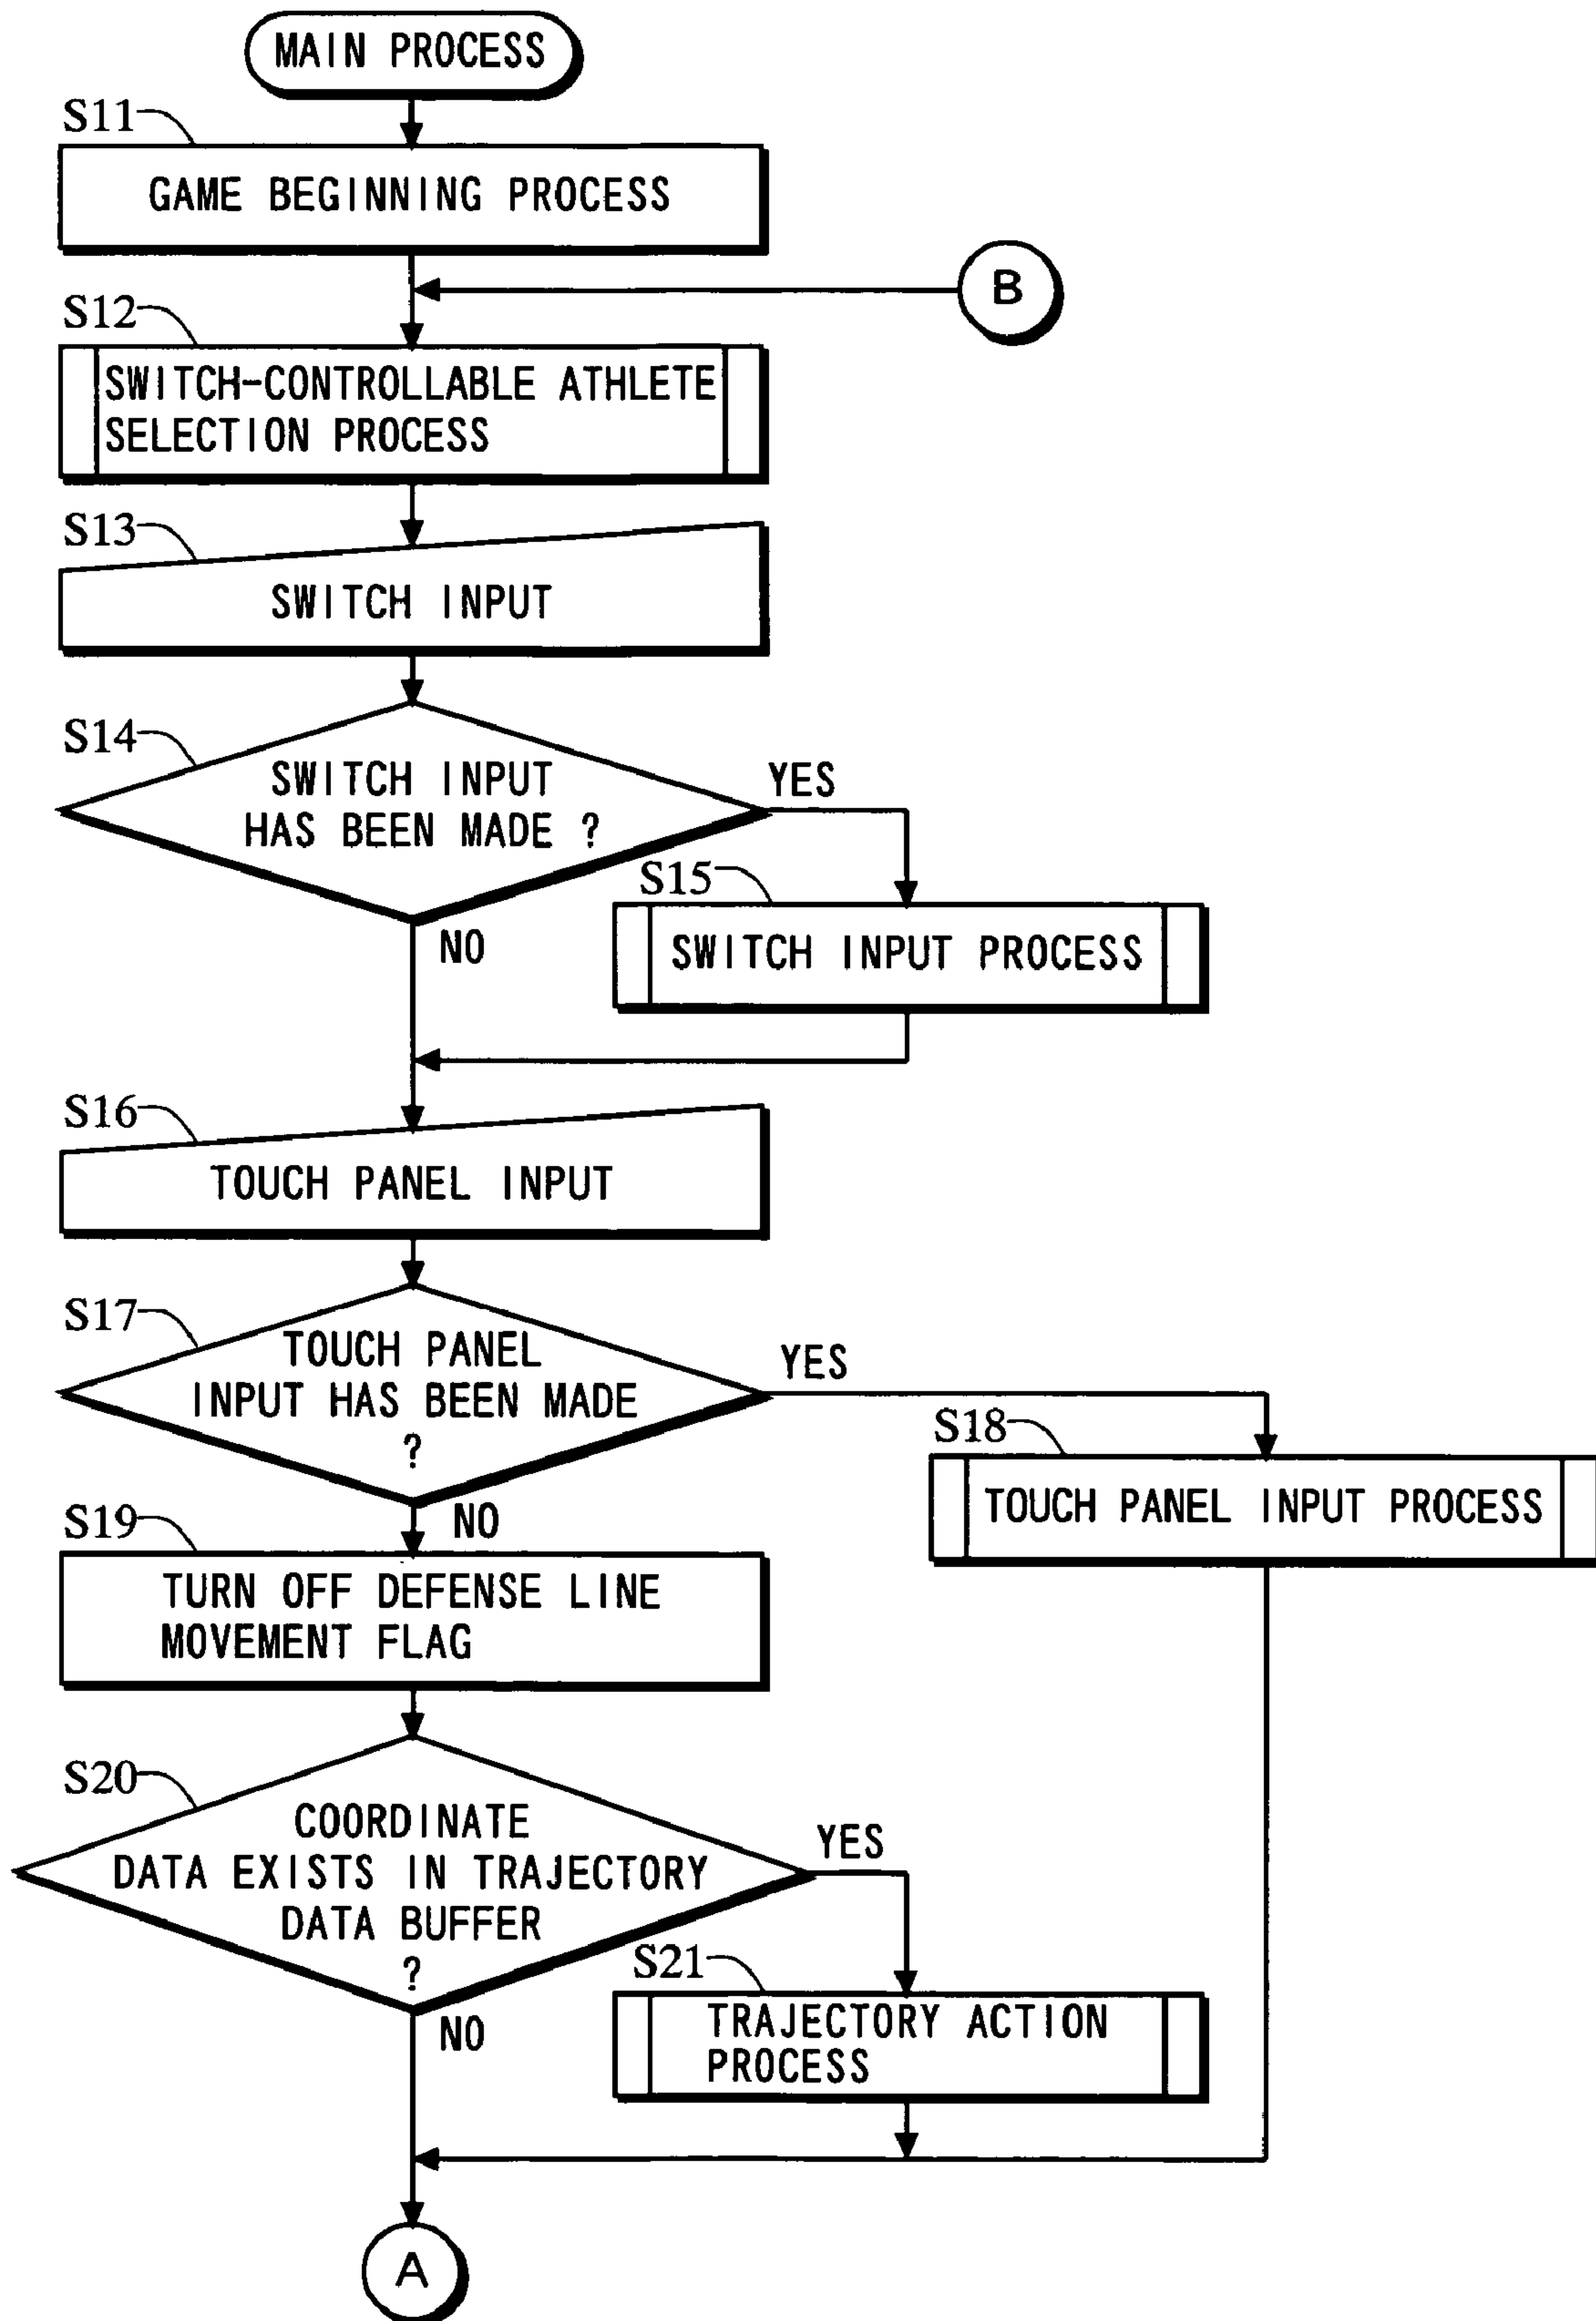 MAIN PROCESS
S11
GAME BEGINNING PROCESS
B
S12
SWITCH-CONTROLLABLE ATHLETE
SELECTION PROCESS
S13
SWITCH INPUT
S14
SWITCH INPUT
HAS BEEN MADE ?
YES
NO
S15
SWITCH INPUT PROCESS
S16
TOUCH PANEL INPUT
S17
TOUCH PANEL
INPUT HAS BEEN MADE
?
YES
NO
S18
TOUCH PANEL INPUT PROCESS
S19
TURN OFF DEFENSE LINE
MOVEMENT FLAG
S20
COORDINATE
DATA EXISTS IN TRAJECTORY
DATA BUFFER
?
YES
NO
S21
TRAJECTORY ACTION
PROCESS
A